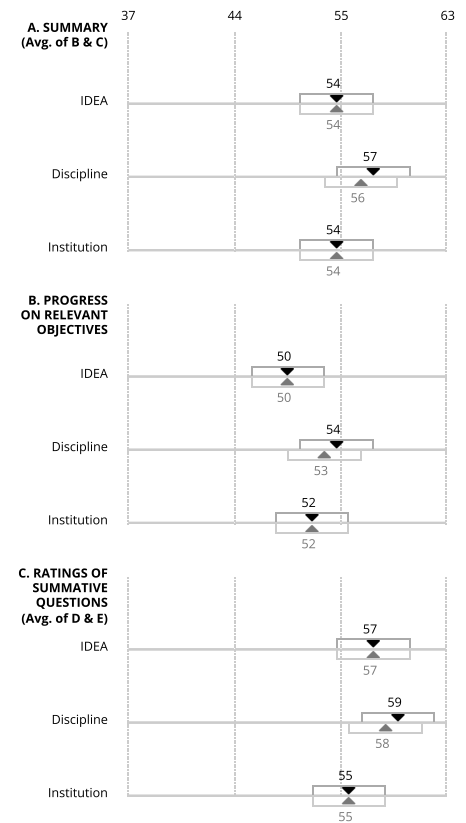 37 44 55 63
A. SUMMARY
(Avg. of B & C)
54
IDEA
54
57
Discipline
56
54
Institution
54
B. PROGRESS
ON RELEVANT
OBJECTIVES
50
IDEA
50
54
Discipline
53
52
Institution
52
C. RATINGS OF
SUMMATIVE
QUESTIONS
(Avg. of D & E)
57
IDEA
57
59
Discipline
58
55
Institution
55